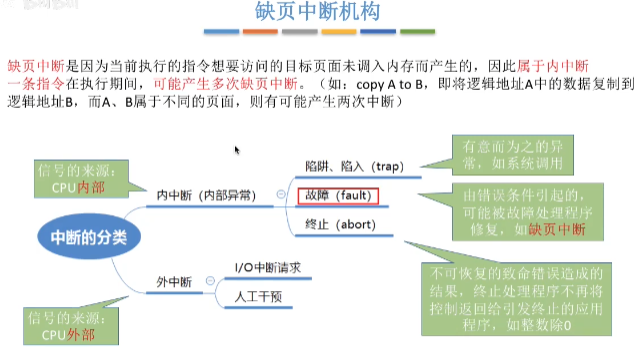 缺页中断机构
缺页中断是因为当前执行的指令想要访问的目标页面未调入内存而产生的，因此属于内中断
一条指令在执行期间，可能产生多次缺页中断。（如：copy A to B，即将逻辑地址A中的数据复制到
逻辑地址B，而A、B属于不同的页面，则有可能产生两次中断）
信号的来源：
CPU内部
中断的分类
内中断（内部异常）
陷阱、陷入（trap）
故障（fault）
终止（abort）
有意而为之的异
常，如系统调用
由错误条件引起的，
可能被故障处理程序
修复，如缺页中断
不可恢复的致命错误造成的
结果，终止处理程序不再将
控制返回给引发终止的应用
程序，如整数除0
外中断
I/O中断请求
人工干预
信号的来源：
CPU外部